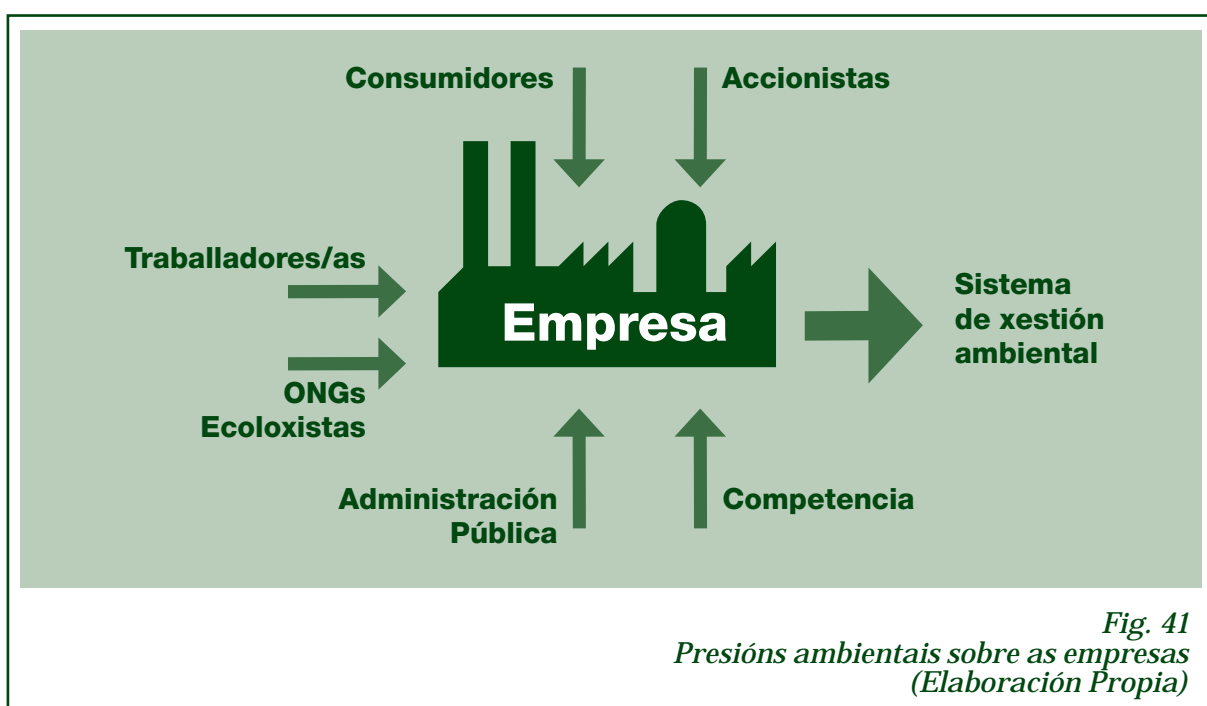 Consumidores
Accionistas
Traballadores/as
Empresa
Sistema
de xestión
ambiental
ONGs
Ecoloxistas
Administración
Pública
Competencia
Fig. 41
Presións ambientais sobre as empresas
(Elaboración Propia)